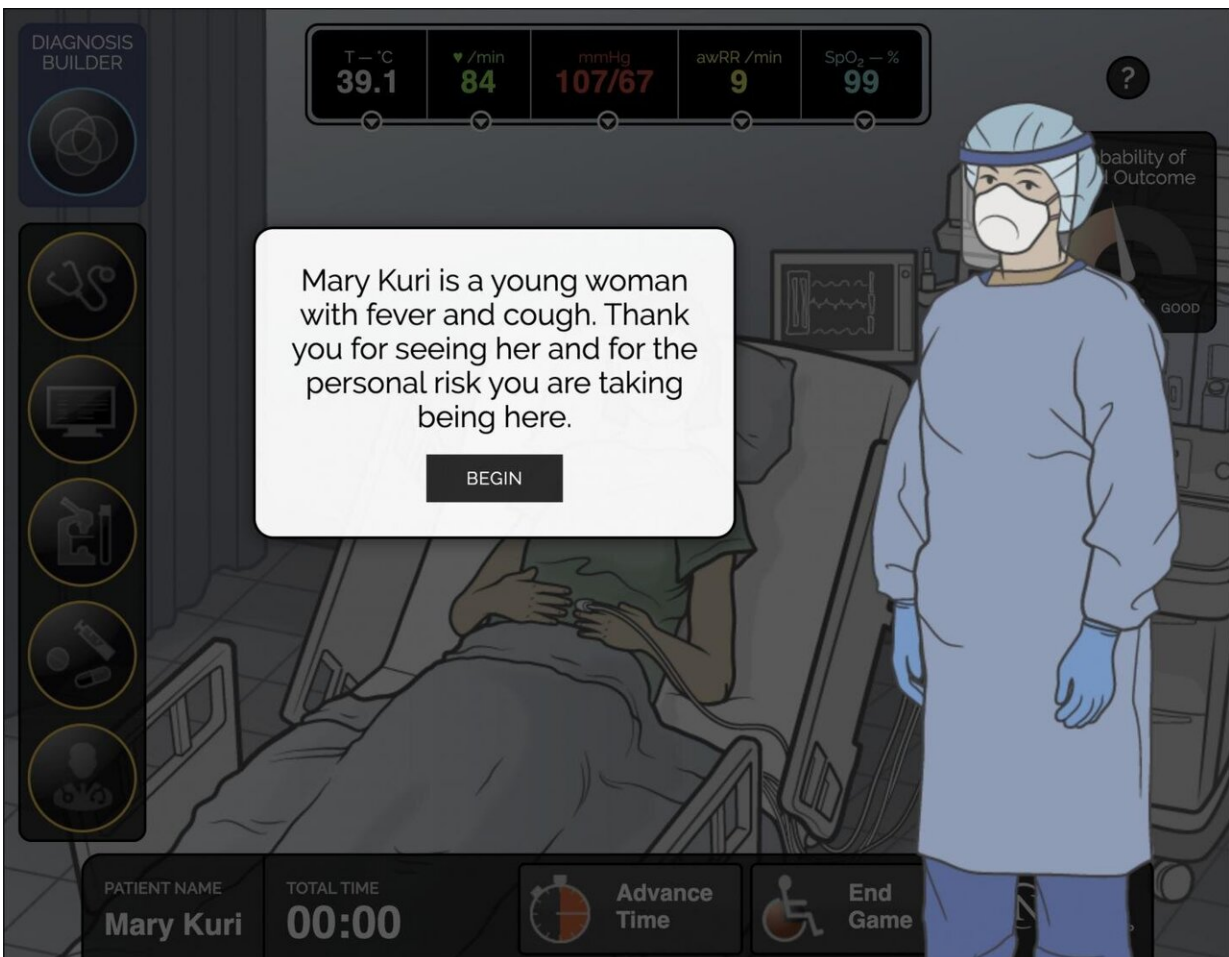 DIAGNOSIS
BUILDER
T — °C
39.1
♥ /min
84
mmHg
107/67
awRR /min
9
SpO₂ — %
99
?
bability of
Outcome
GOOD
Mary Kuri is a young woman
with fever and cough. Thank
you for seeing her and for the
personal risk you are taking
being here.
BEGIN
PATIENT NAME
Mary Kuri
TOTAL TIME
00:00
Advance
Time
End
Game
N